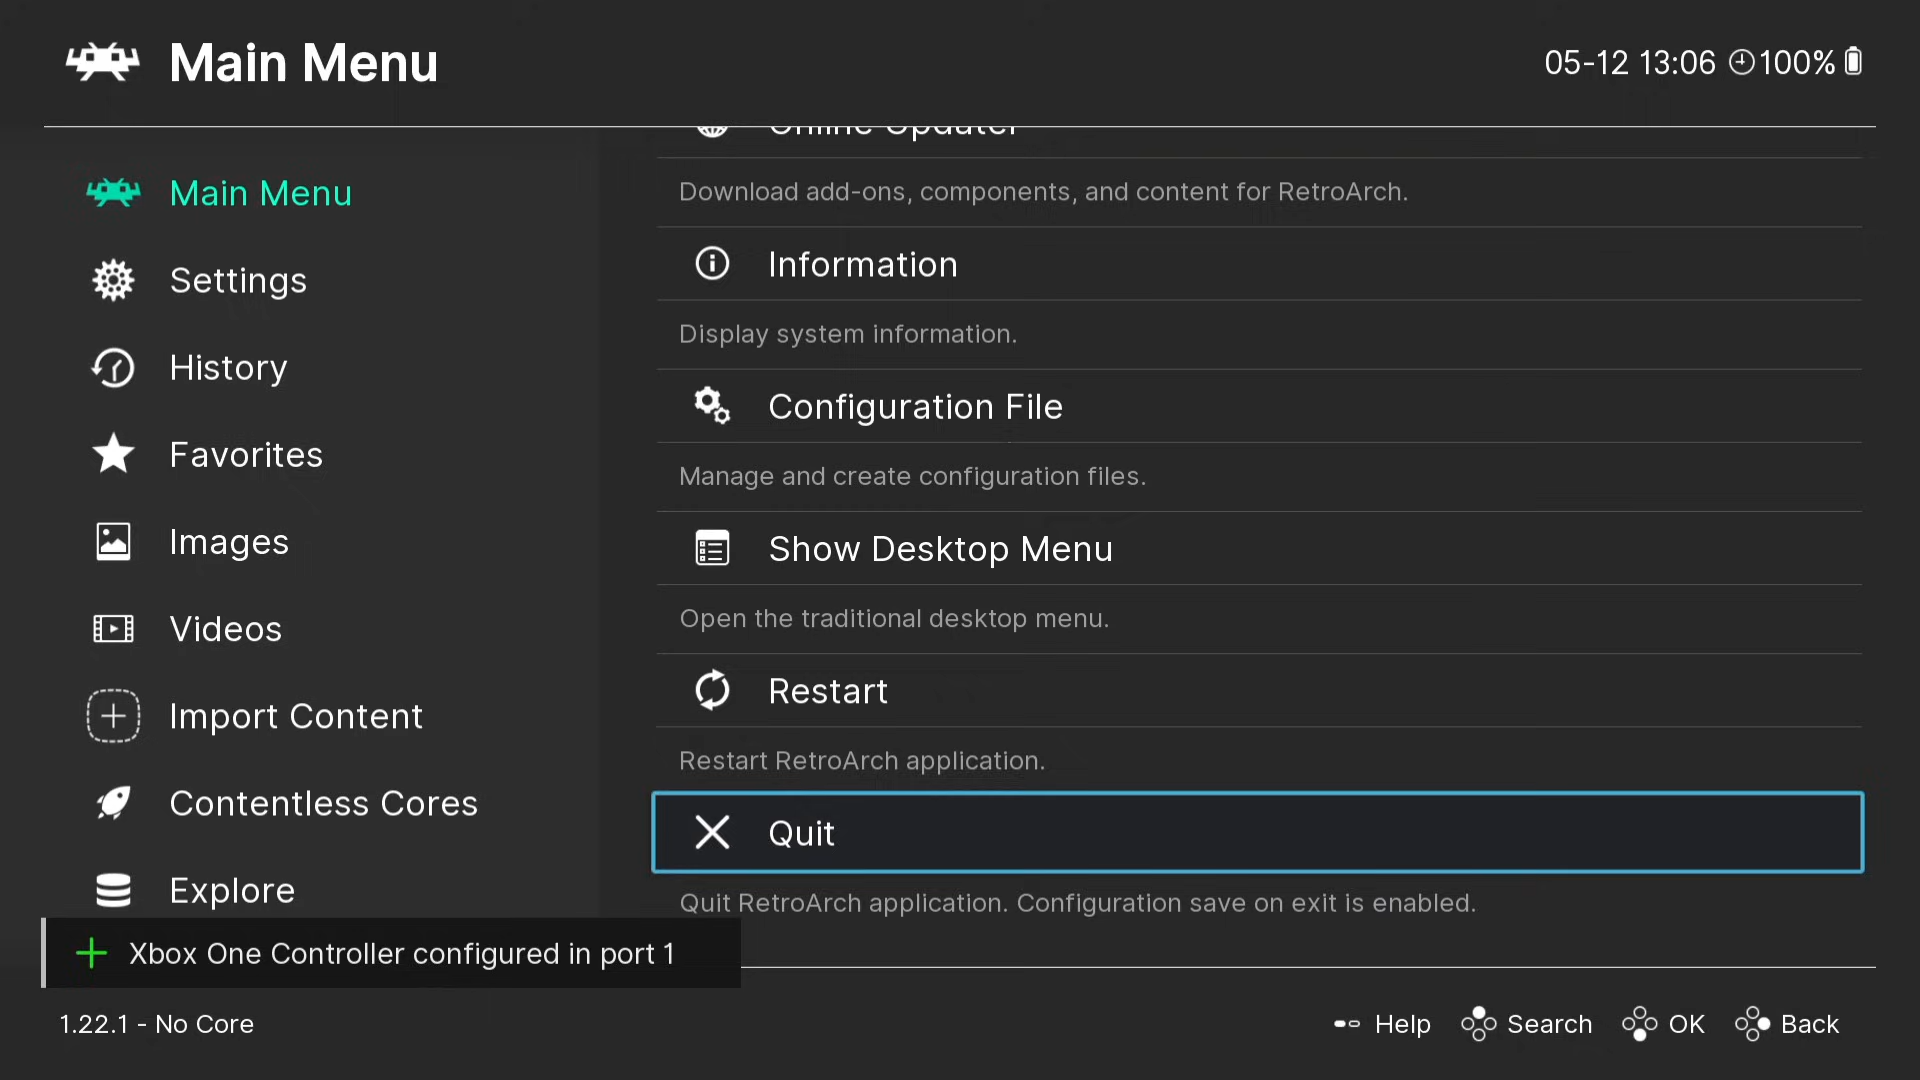 Main Menu
05-12 13:06 100%
Main Menu
Settings
History
Favorites
Images
Videos
Import Content
Contentless Cores
Explore
Online Updater
Download add-ons, components, and content for RetroArch.
Information
Display system information.
Configuration File
Manage and create configuration files.
Show Desktop Menu
Open the traditional desktop menu.
Restart
Restart RetroArch application.
Quit
Quit RetroArch application. Configuration save on exit is enabled.
Xbox One Controller configured in port 1
1.22.1 - No Core
Help Search OK Back